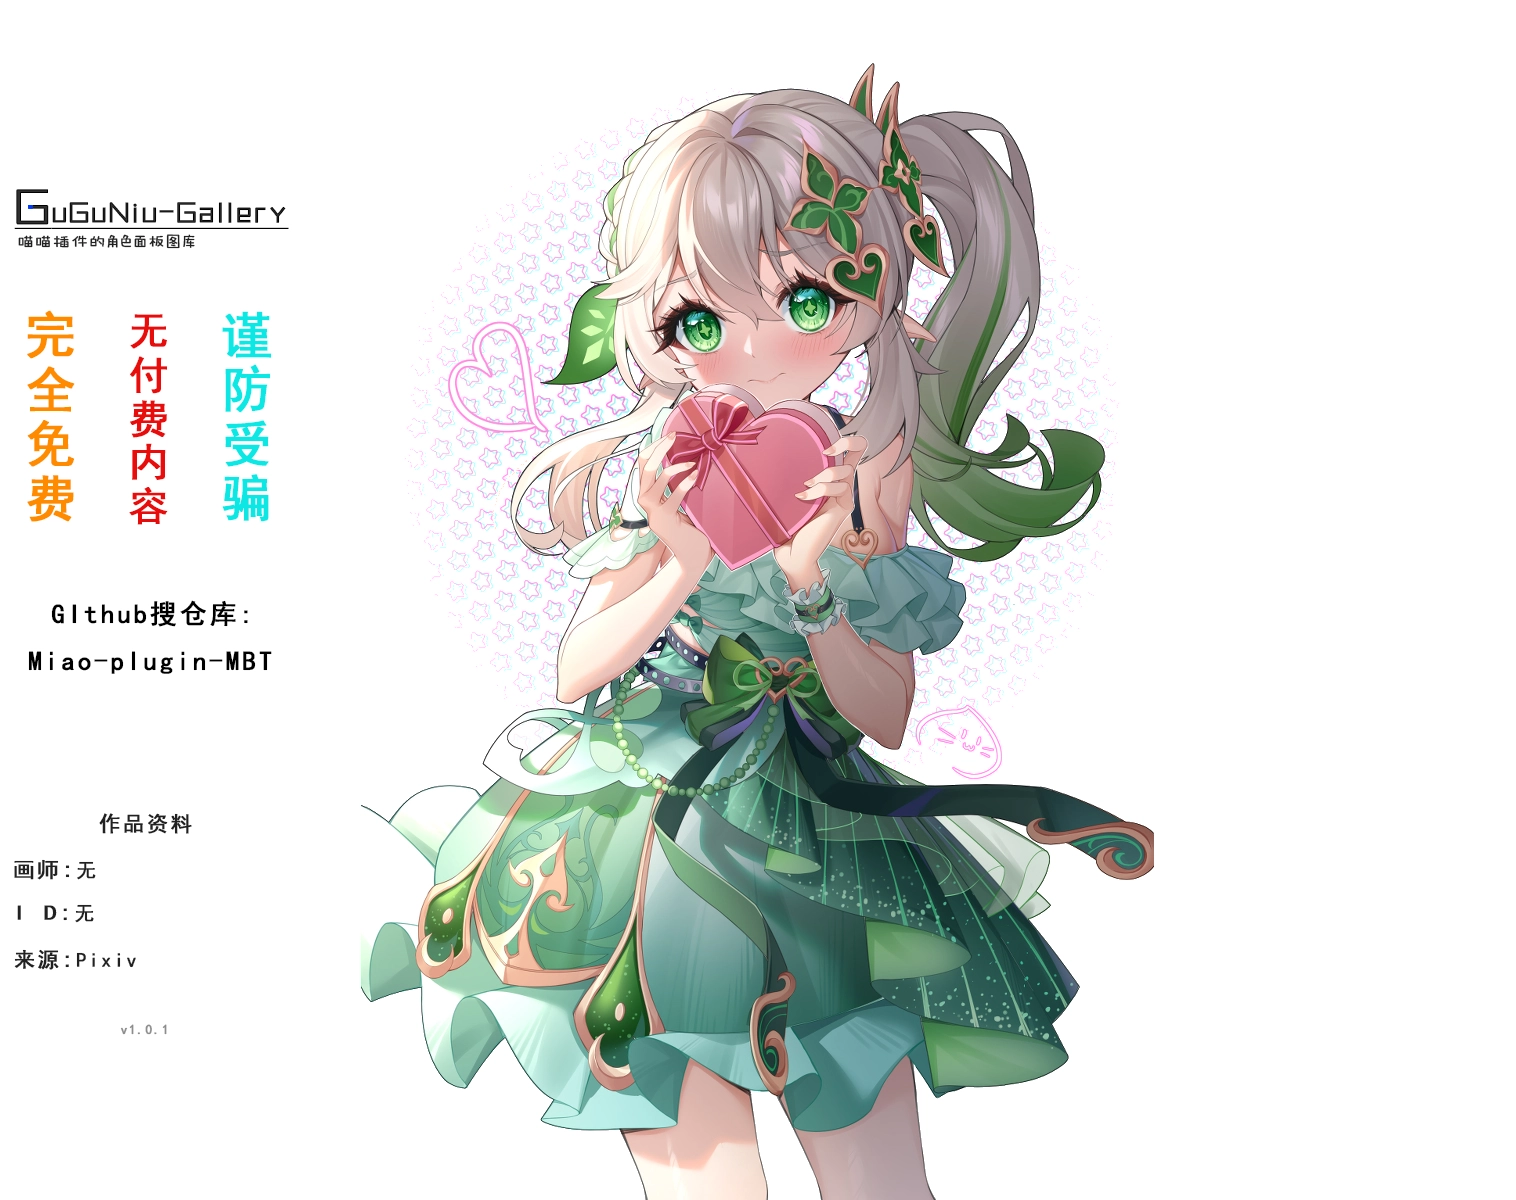 GuGuNiu-Gallery
喵喵插件的角色面板图库
完全免费
无付费内容
谨防受骗
GIthub搜仓库:
Miao-plugin-MBT
作品资料
画师:无
I D:无
来源:Pixiv
v1.0.1